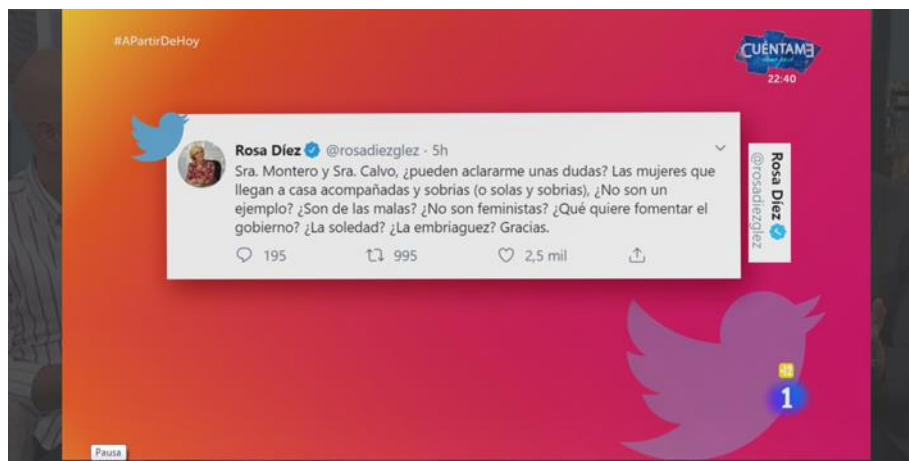 #APartirDeHoy
CUÉNTAME
22:40
Rosa Díez @rosadiezglez · 5h
Sra. Montero y Sra. Calvo, ¿pueden aclararme unas dudas? Las mujeres que
llegan a casa acompañadas y sobrias (o solas y sobrias), ¿No son un
ejemplo? ¿Son de las malas? ¿No son feministas? ¿Qué quiere fomentar el
gobierno? ¿La soledad? ¿La embriaguez? Gracias.
195 995 2,5 mil
Rosa Díez
@rosadiezglez
12
1
Pausa